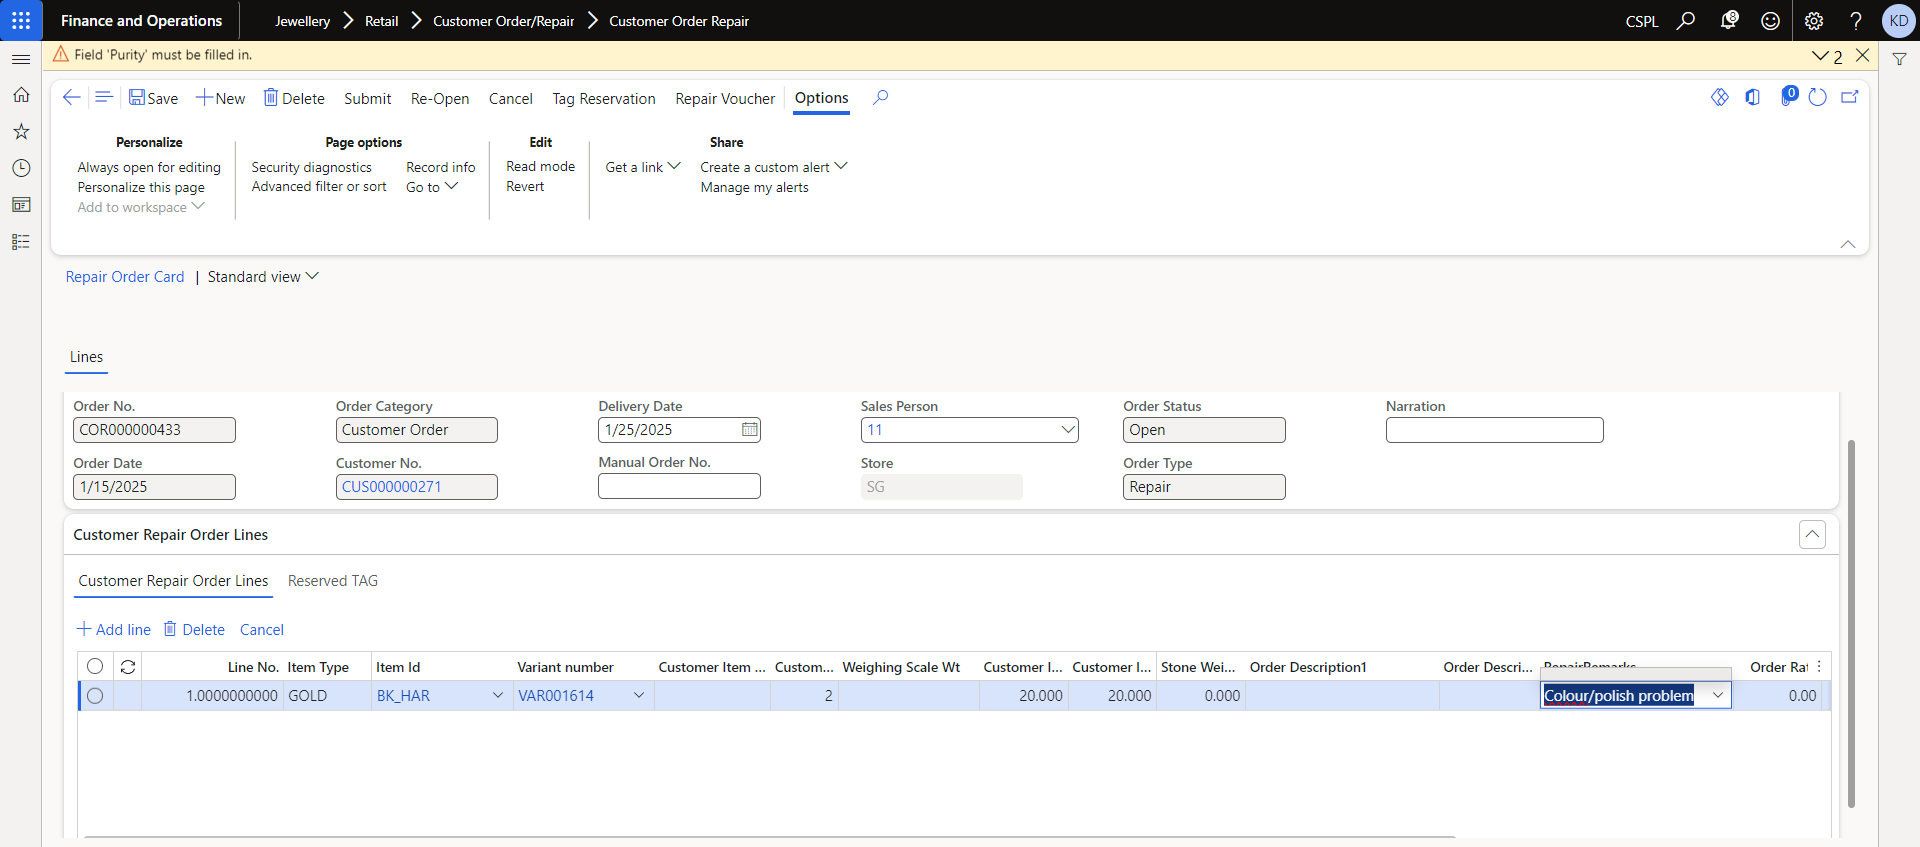 Finance and Operations Jewellery Retail Customer Order/Repair Customer Order Repair CSPL 8 KD
Field 'Purity' must be filled in. 2
Save New Delete Submit Re-Open Cancel Tag Reservation Repair Voucher Options 0
Personalize Page options Edit Share
Always open for editing Security diagnostics Record info Read mode Get a link Create a custom alert
Personalize this page Advanced filter or sort Go to Revert Manage my alerts
Add to workspace
Repair Order Card | Standard view
Lines
Order No. Order Category Delivery Date Sales Person Order Status Narration
COR000000433 Customer Order 1/25/2025 11 Open
Order Date Customer No. Manual Order No. Store Order Type
1/15/2025 CUS000000271 SG Repair
Customer Repair Order Lines
Customer Repair Order Lines Reserved TAG
Add line Delete Cancel
Line No. Item Type Item Id Variant number Customer Item ... Custom... Weighing Scale Wt Customer I... Customer I... Stone Wei... Order Description1 Order Descri... RepairRemarks Order Rat
1.0000000000 GOLD BK_HAR VAR001614 2 20.000 20.000 0.000 Colour/polish problem 0.00